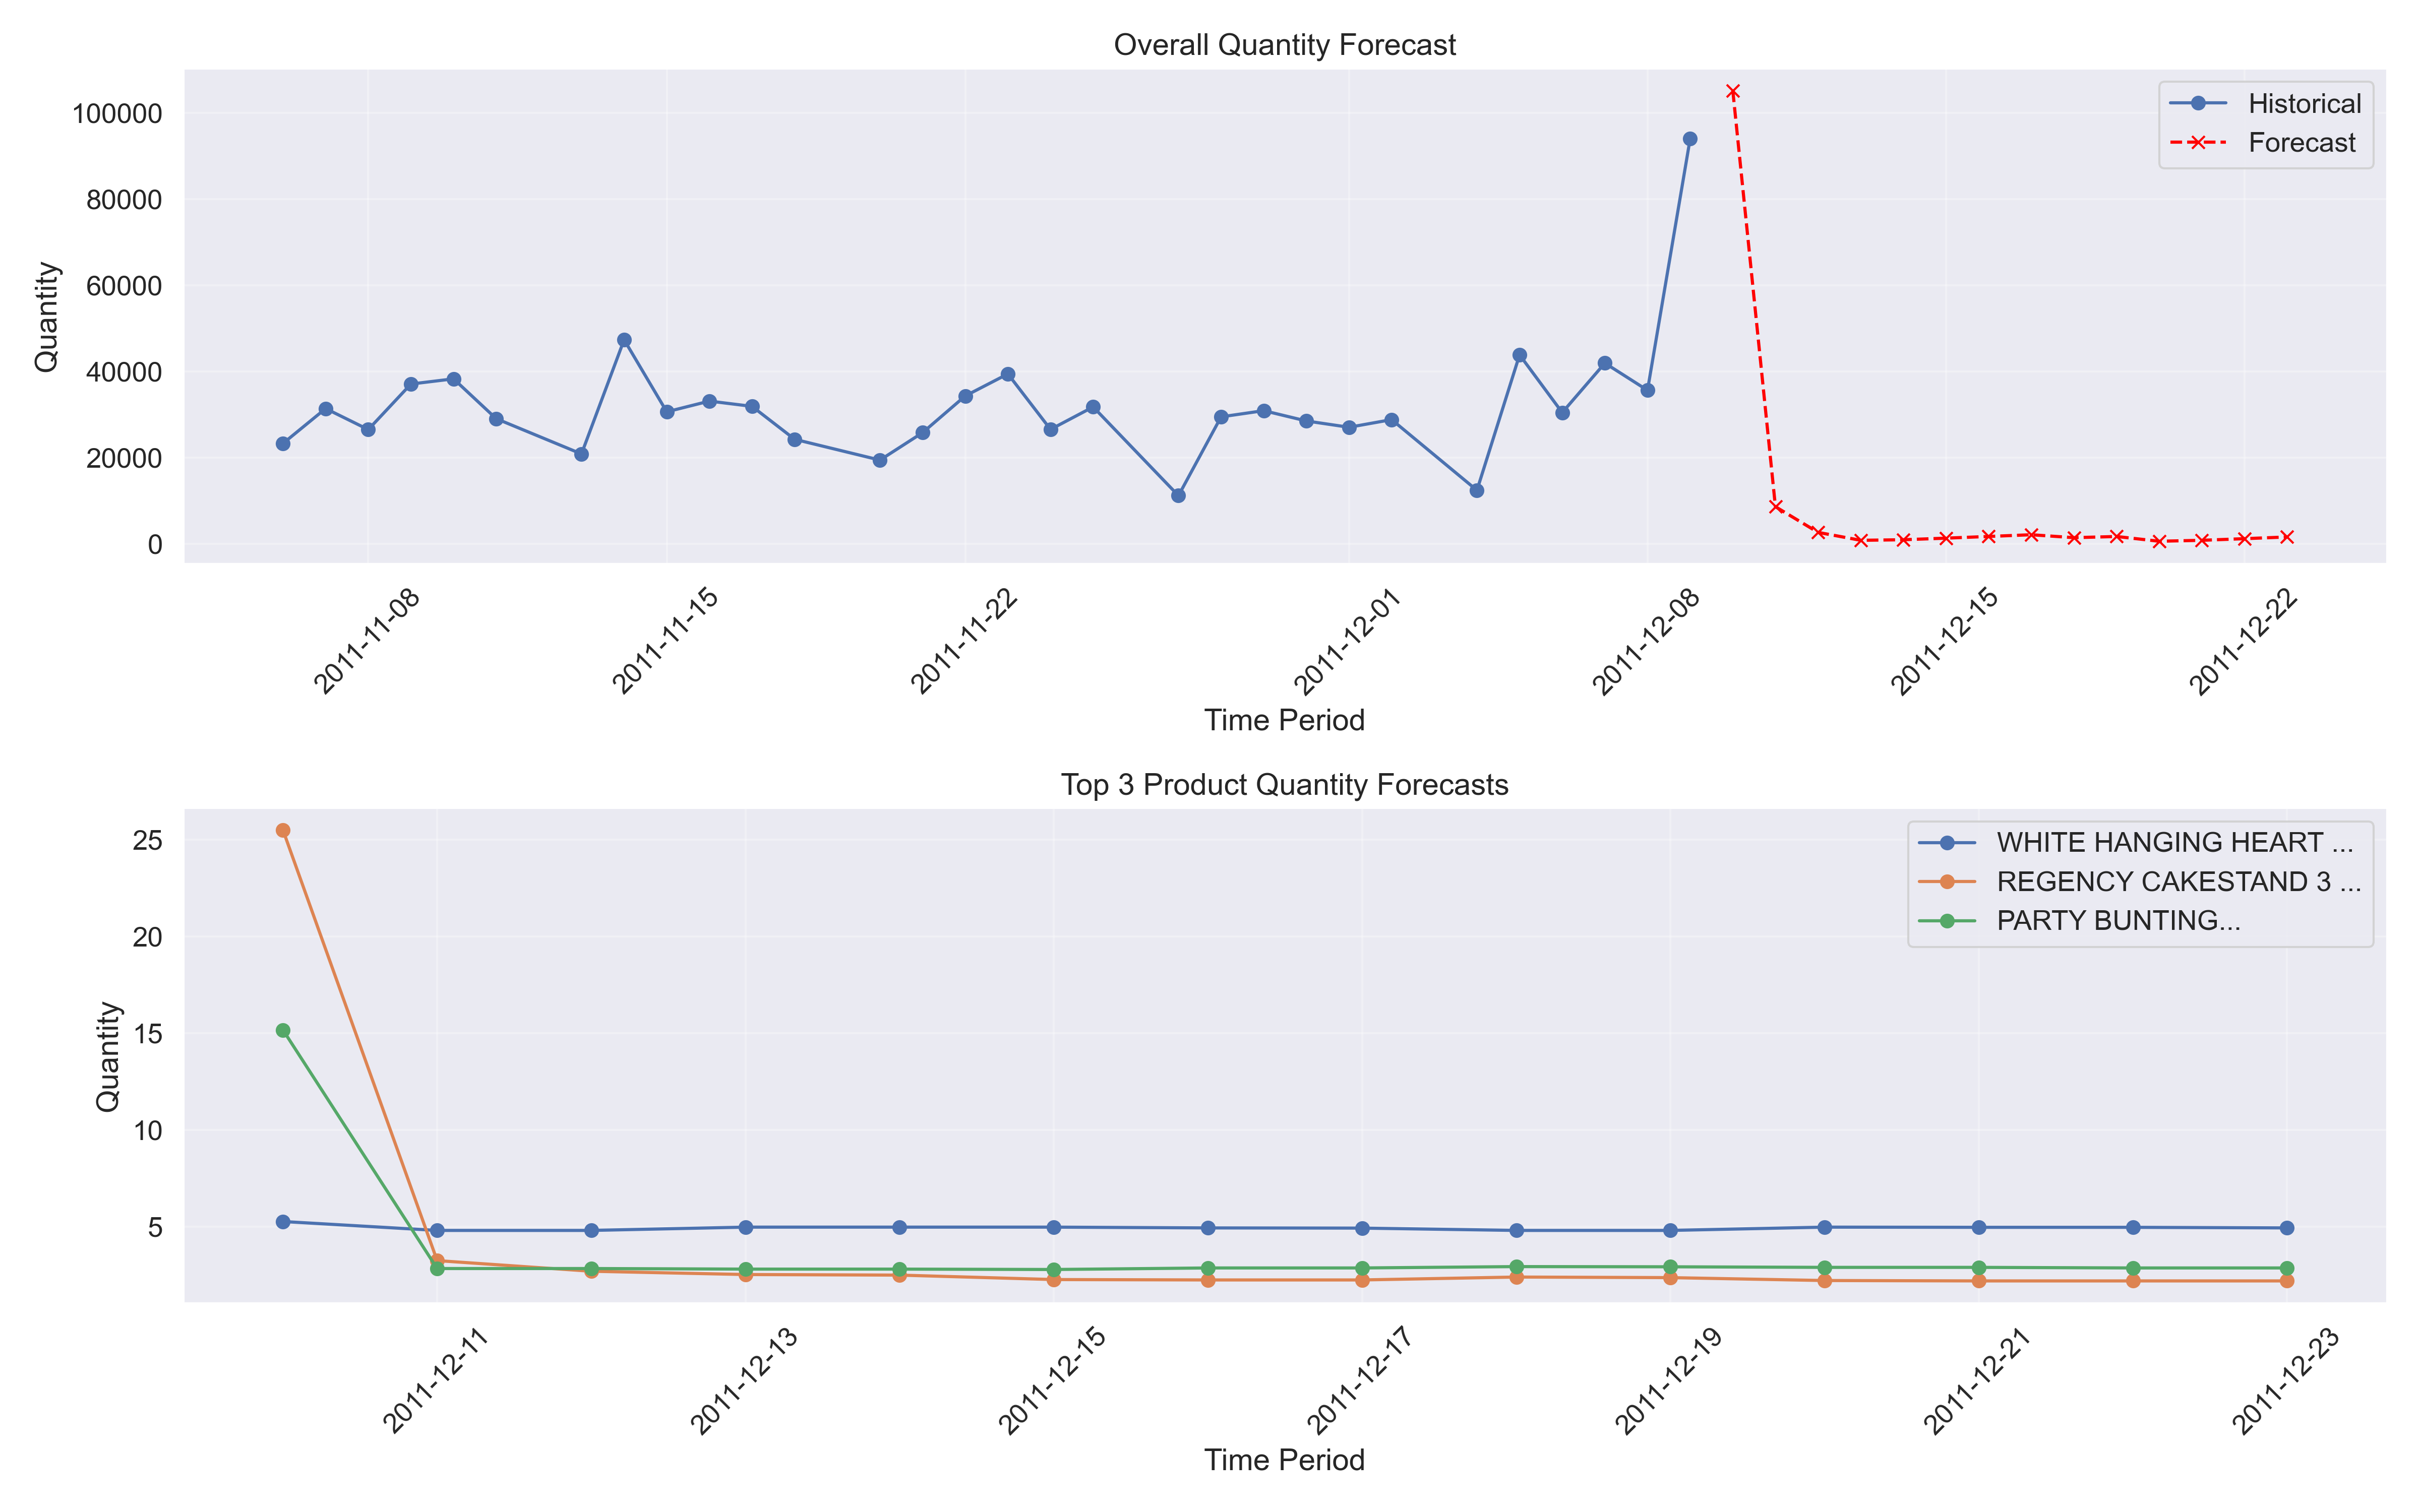 Overall Quantity Forecast
Quantity
100000
80000
60000
40000
20000
0
Historical
Forecast
2011-11-08
2011-11-15
2011-11-22
2011-12-01
2011-12-08
2011-12-15
2011-12-22
Time Period
Top 3 Product Quantity Forecasts
Quantity
25
20
15
10
5
WHITE HANGING HEART ...
REGENCY CAKESTAND 3 ...
PARTY BUNTING...
2011-12-11
2011-12-13
2011-12-15
2011-12-17
2011-12-19
2011-12-21
2011-12-23
Time Period